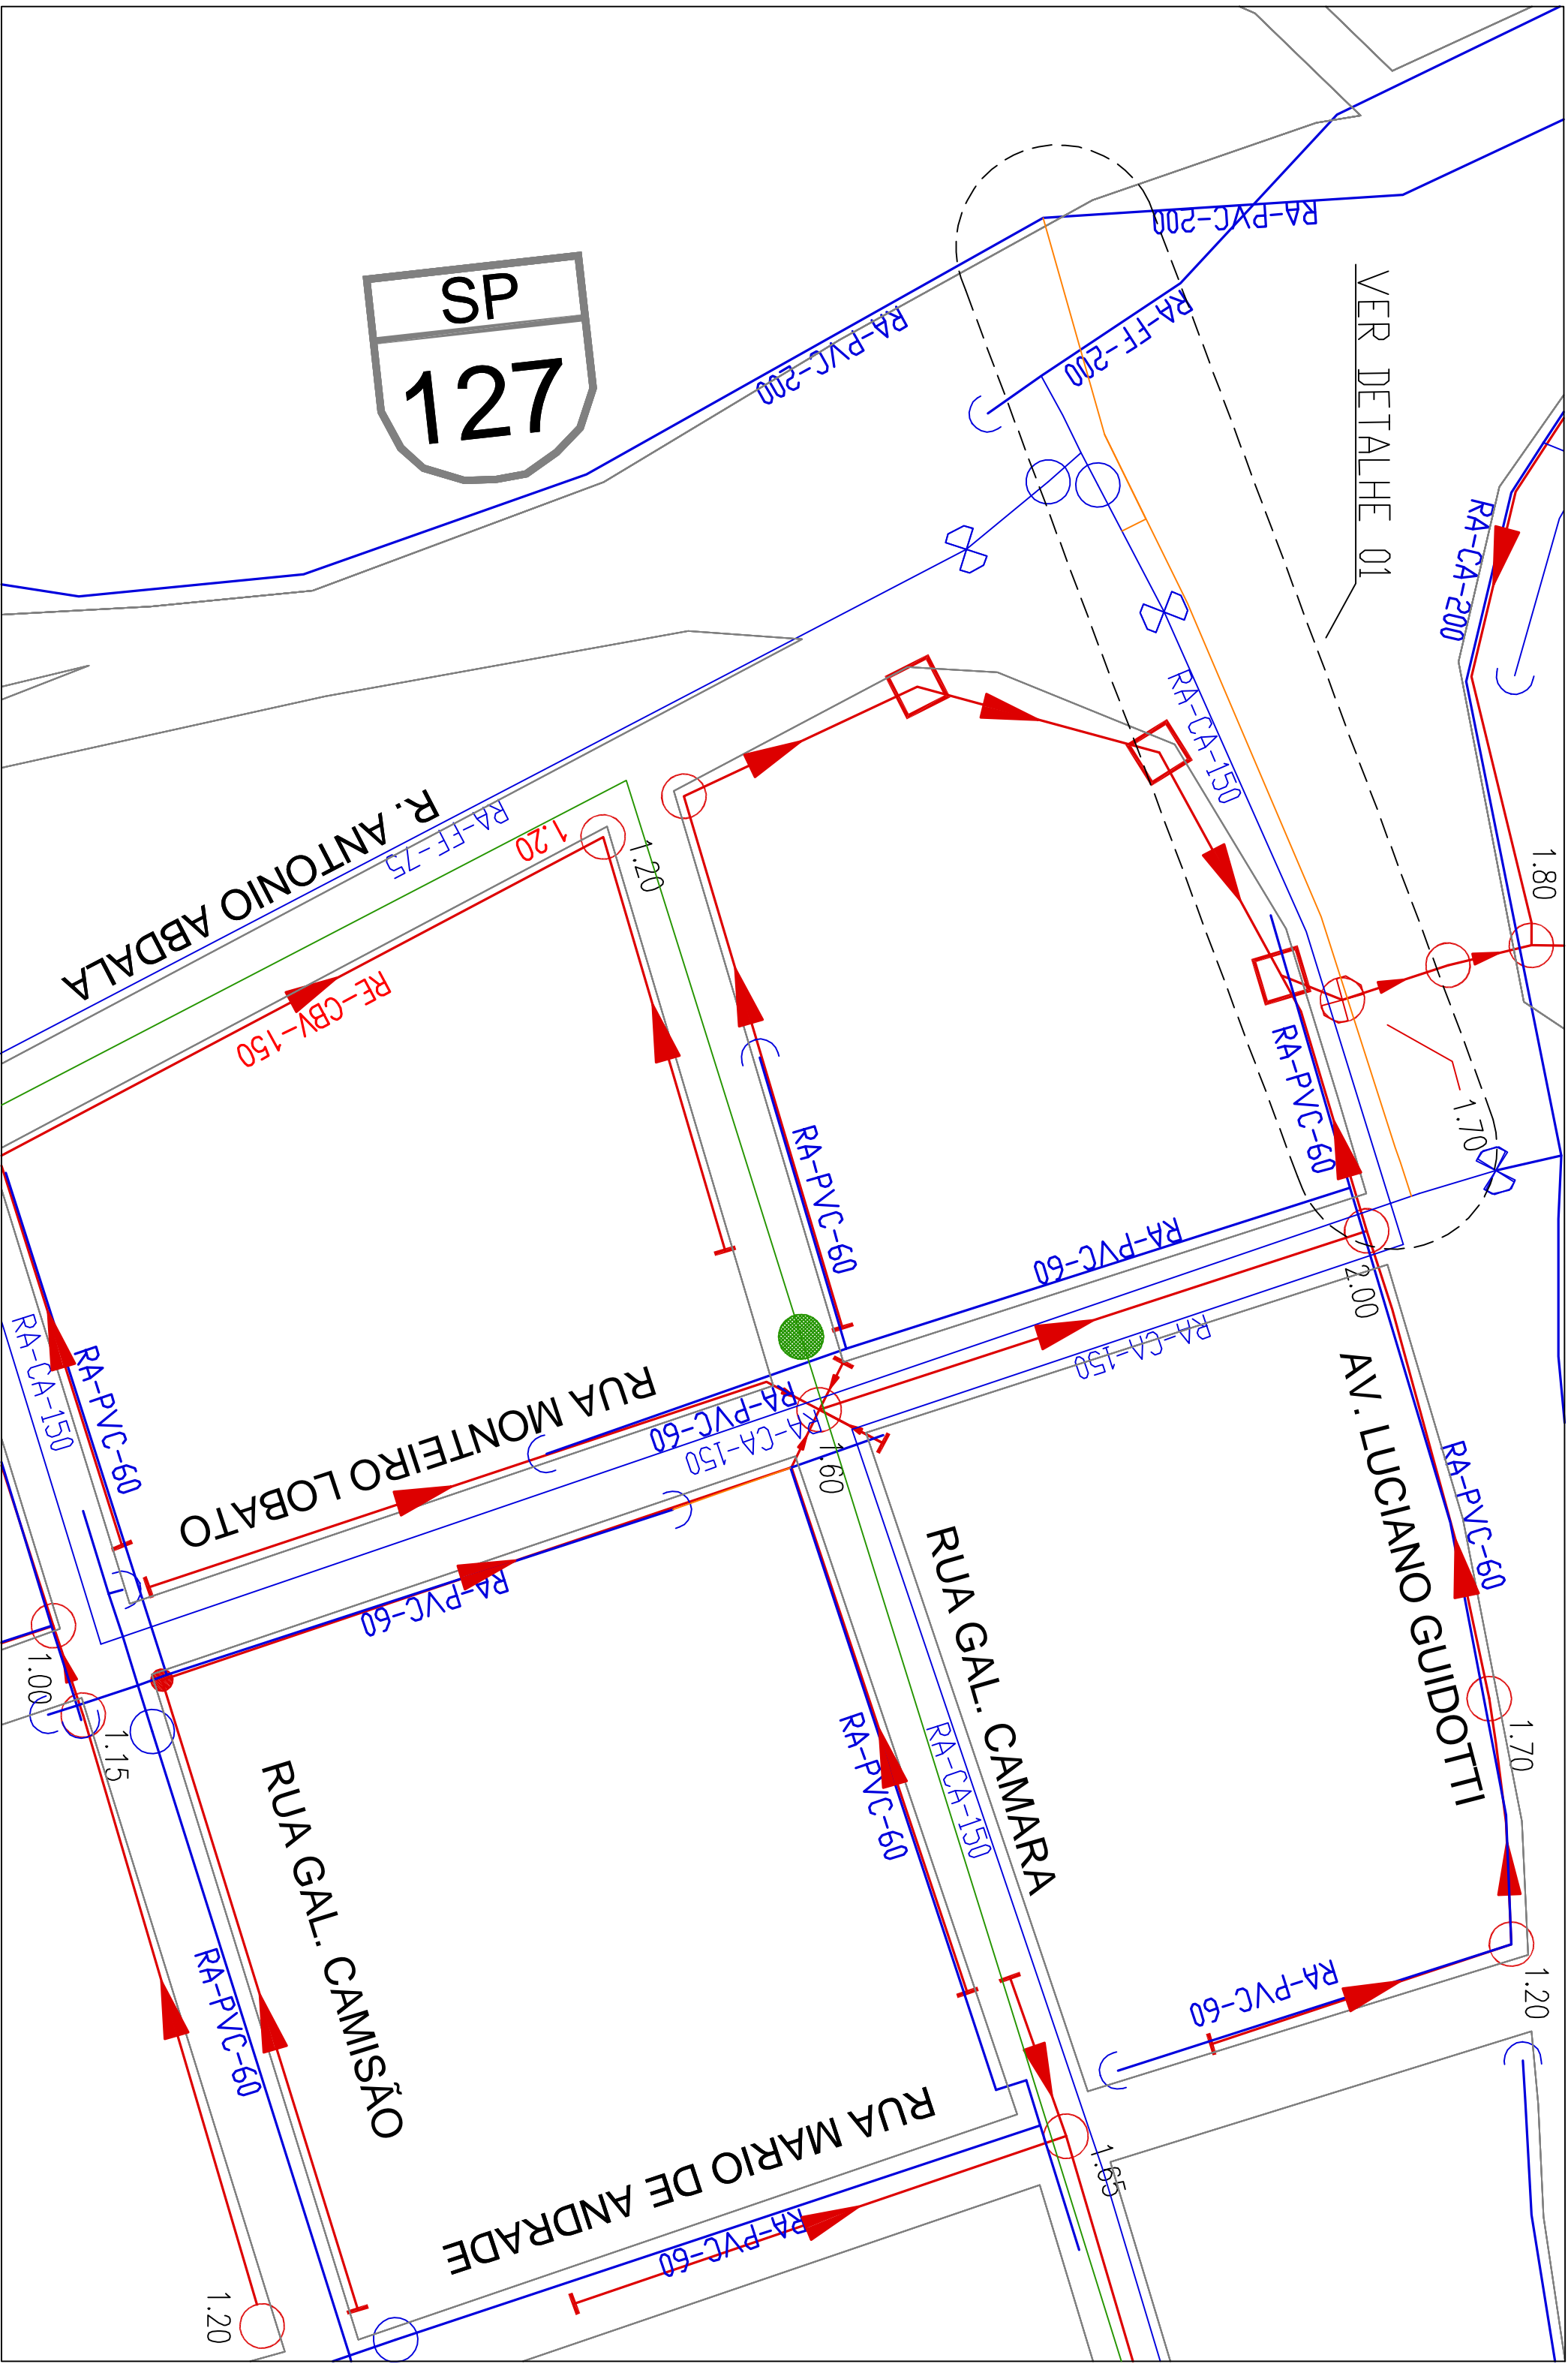 RA-PVC-200
VER DETALHE 01
SP
127
RA-PVC-200
RA-FF-200
RA-CA-200
RA-CA-150
R. ANTONIO ABDALA
RA-FF-75
1.20
1.20
1.80
RE-CBV-150
RA-PVC-60
RA-PVC-60
1.70
RA-PVC-60
2.00
RA-CA-150
RA-CA-150
RA-PVC-60
RUA MONTEIRO LOBATO
RA-PVC-60
RA-CA-150
1.60
AV. LUCIANO GUIDOTTI
RA-PVC-60
RA-PVC-60
RUA GAL. CAMARA
1.00
1.15
RA-PVC-60
RA-CA-150
1.70
RUA GAL. CAMISÃO
RA-PVC-60
RA-PVC-60
1.20
RUA MARIO DE ANDRADE
1.65
RA-PVC-60
1.20